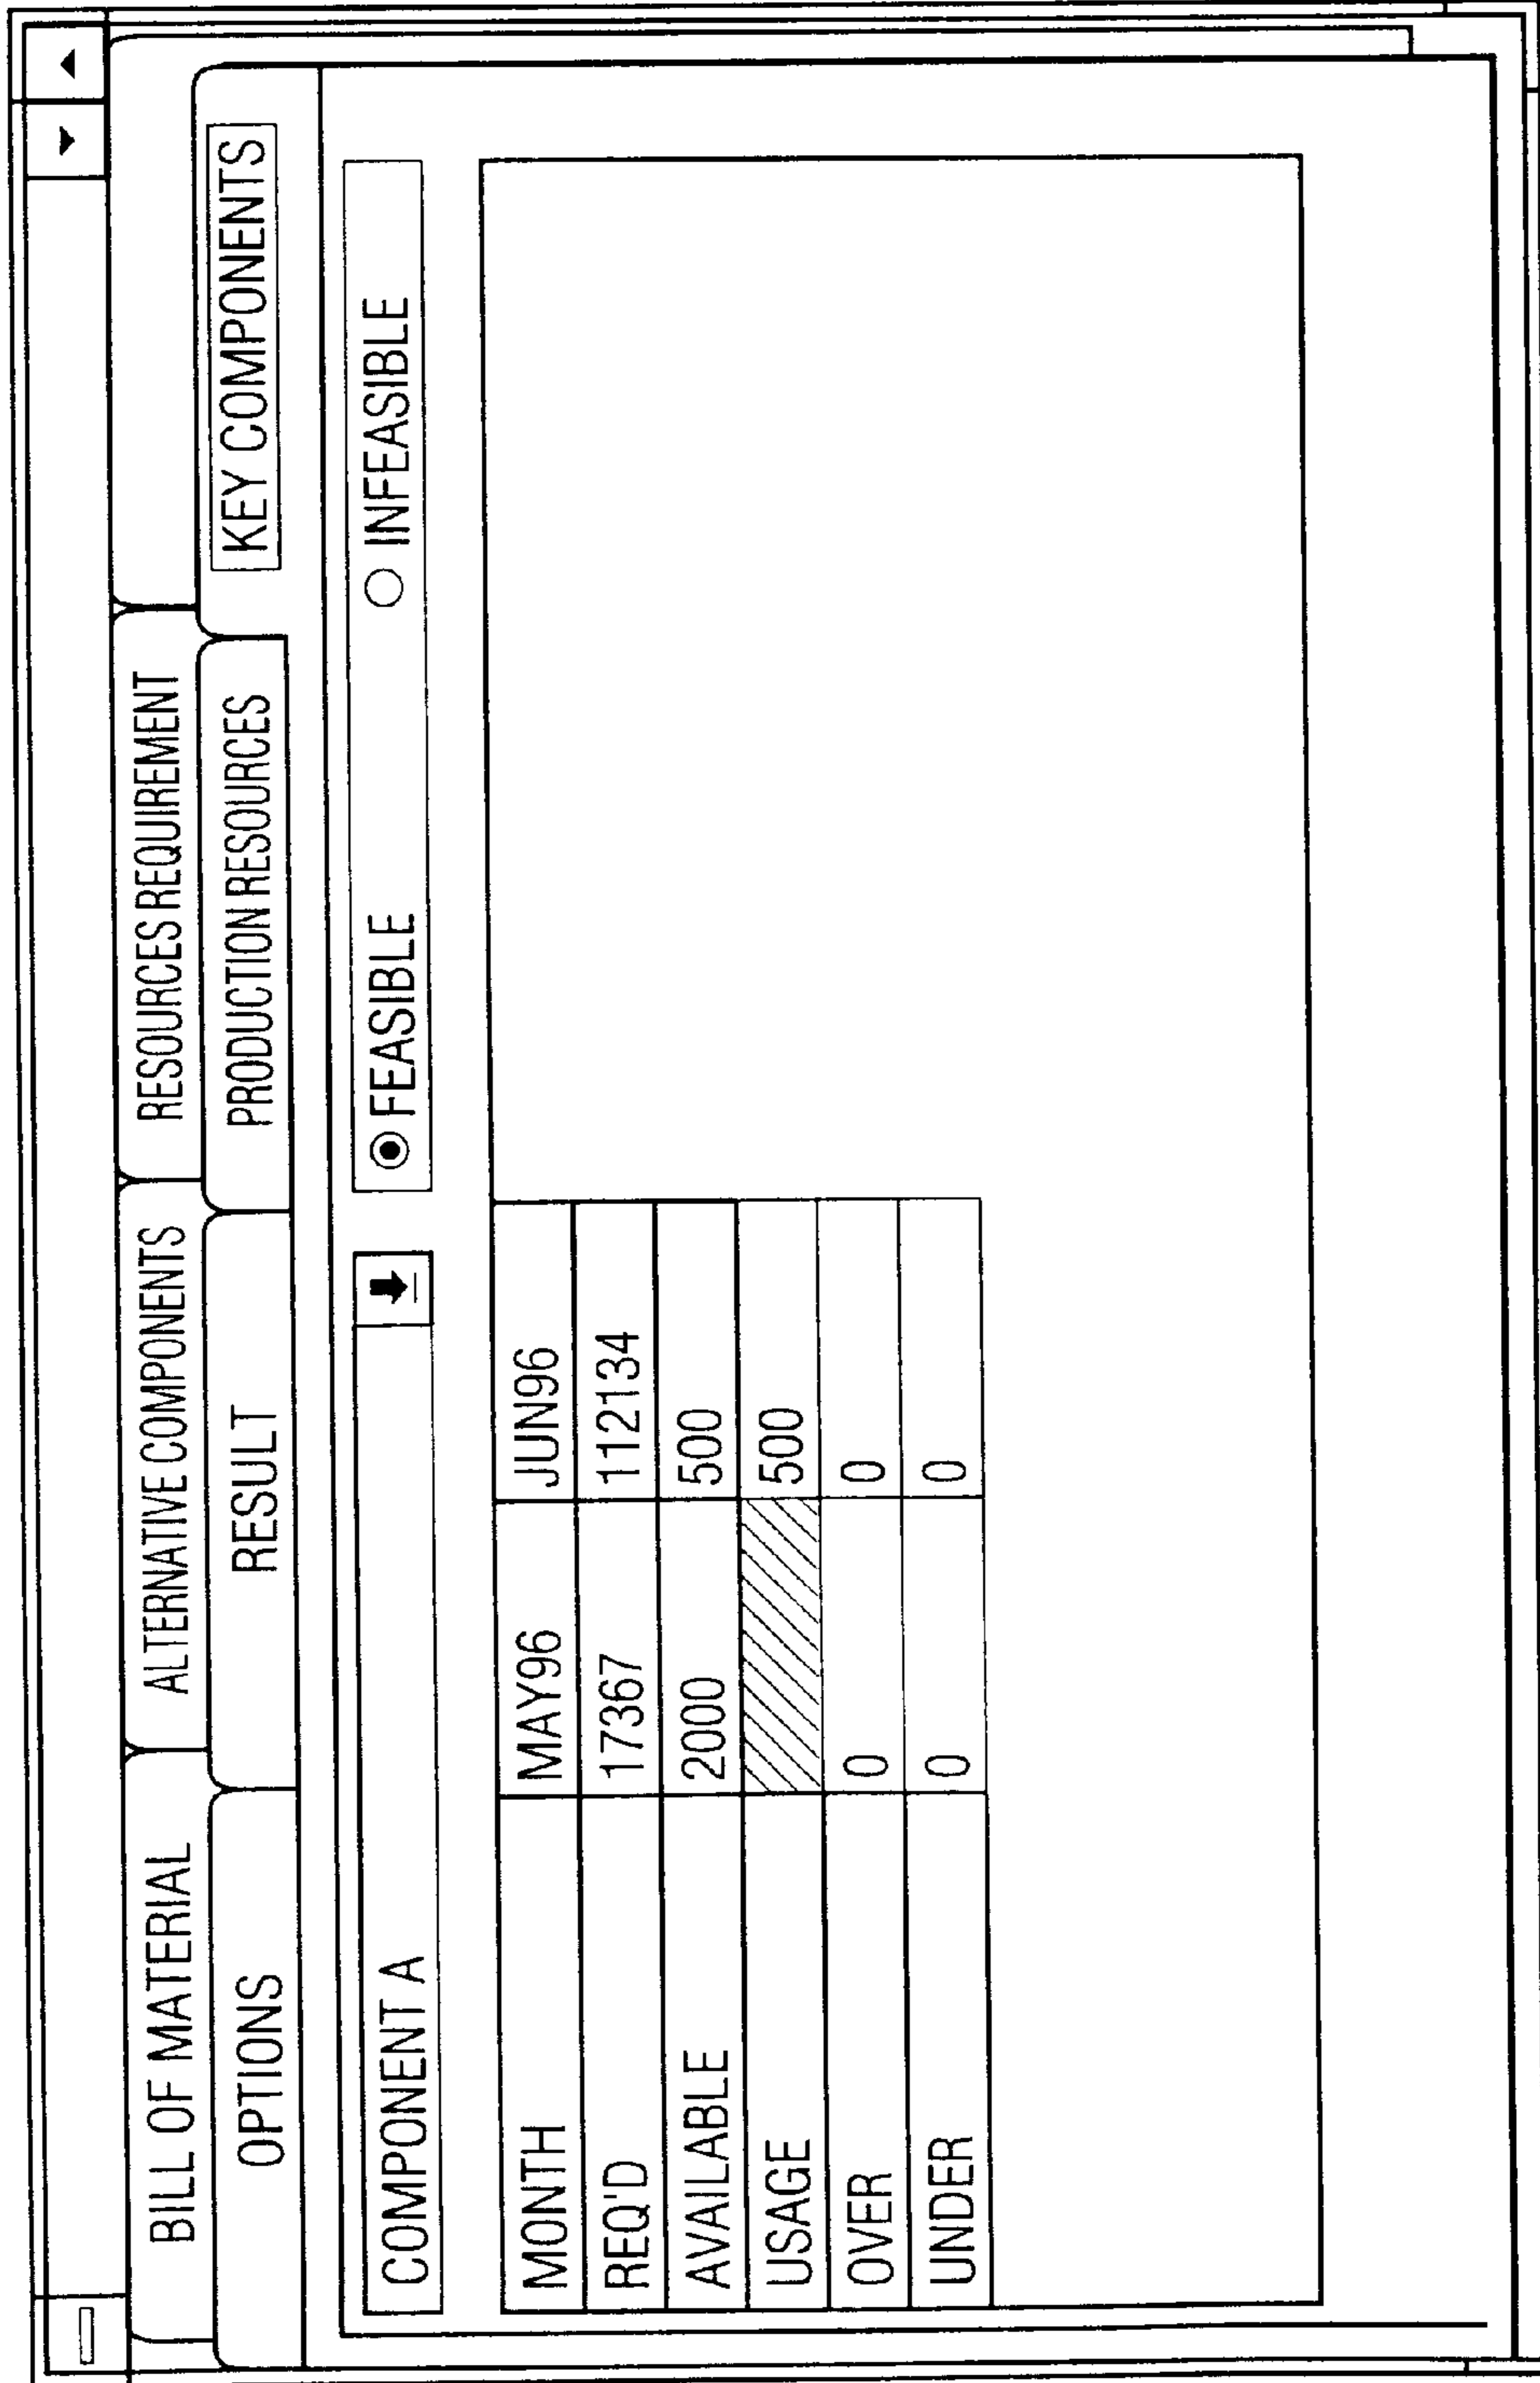 BILL OF MATERIAL ALTERNATIVE COMPONENTS RESOURCES REQUIREMENT
OPTIONS RESULT PRODUCTION RESOURCES KEY COMPONENTS
COMPONENT A FEASIBLE INFEASIBLE
MONTH MAY96 JUN96
REQ'D 17367 112134
AVAILABLE 2000 500
USAGE 500
OVER 0 0
UNDER 0 0